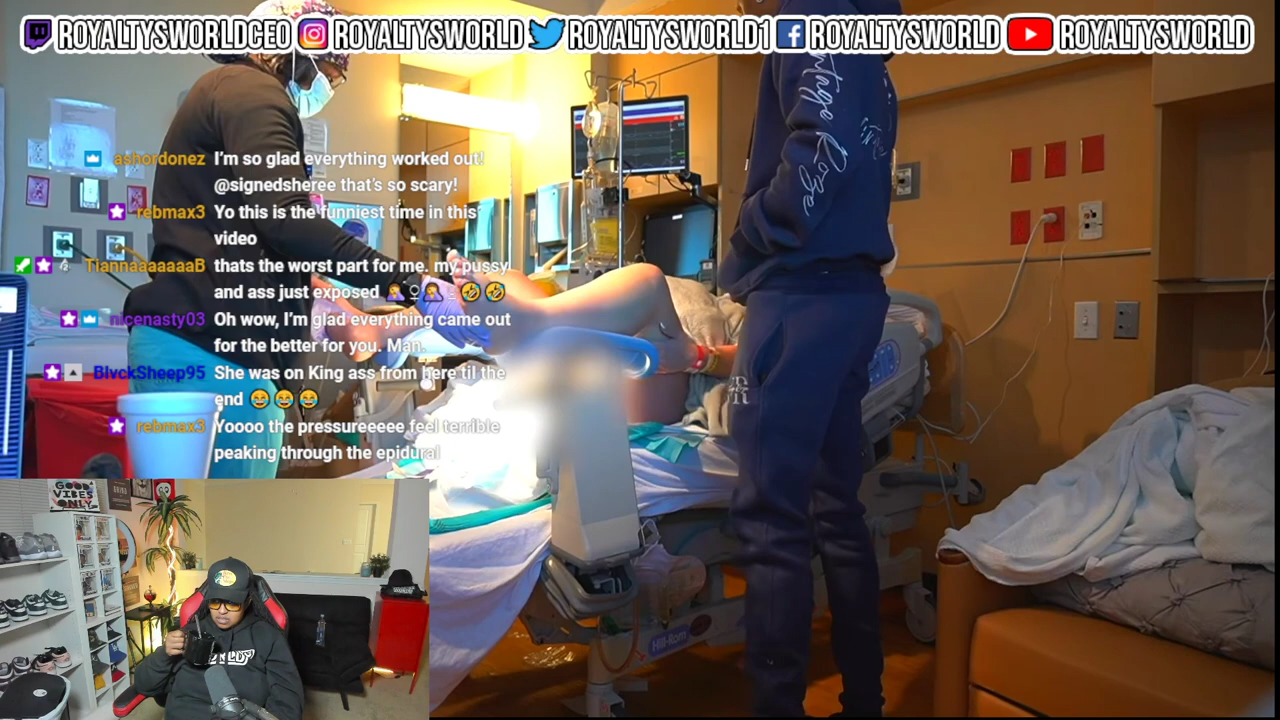 ROYALTYSWORLDCEO ROYALTYSWORLD ROYALTYSWORLD1 ROYALTYSWORLD ROYALTYSWORLD
ashordonez I'm so glad everything worked out!
@signedsheree that's so scary!
rebmax3 Yo this is the funniest time in this
video
TiannaaaaaaB thats the worst part for me. my pussy
and ass just exposed 🤦‍♀️🤦‍♀️🤣🤣
nicenasty03 Oh wow, I'm glad everything came out
for the better for you. Man.
BlvckSheep95 She was on King ass from here til the
end 😂😂😂
rebmax3 Yoooo the pressureeeee feel terrible
peaking through the epidural
Hill-Rom
GOOD
VIBES
ONLY